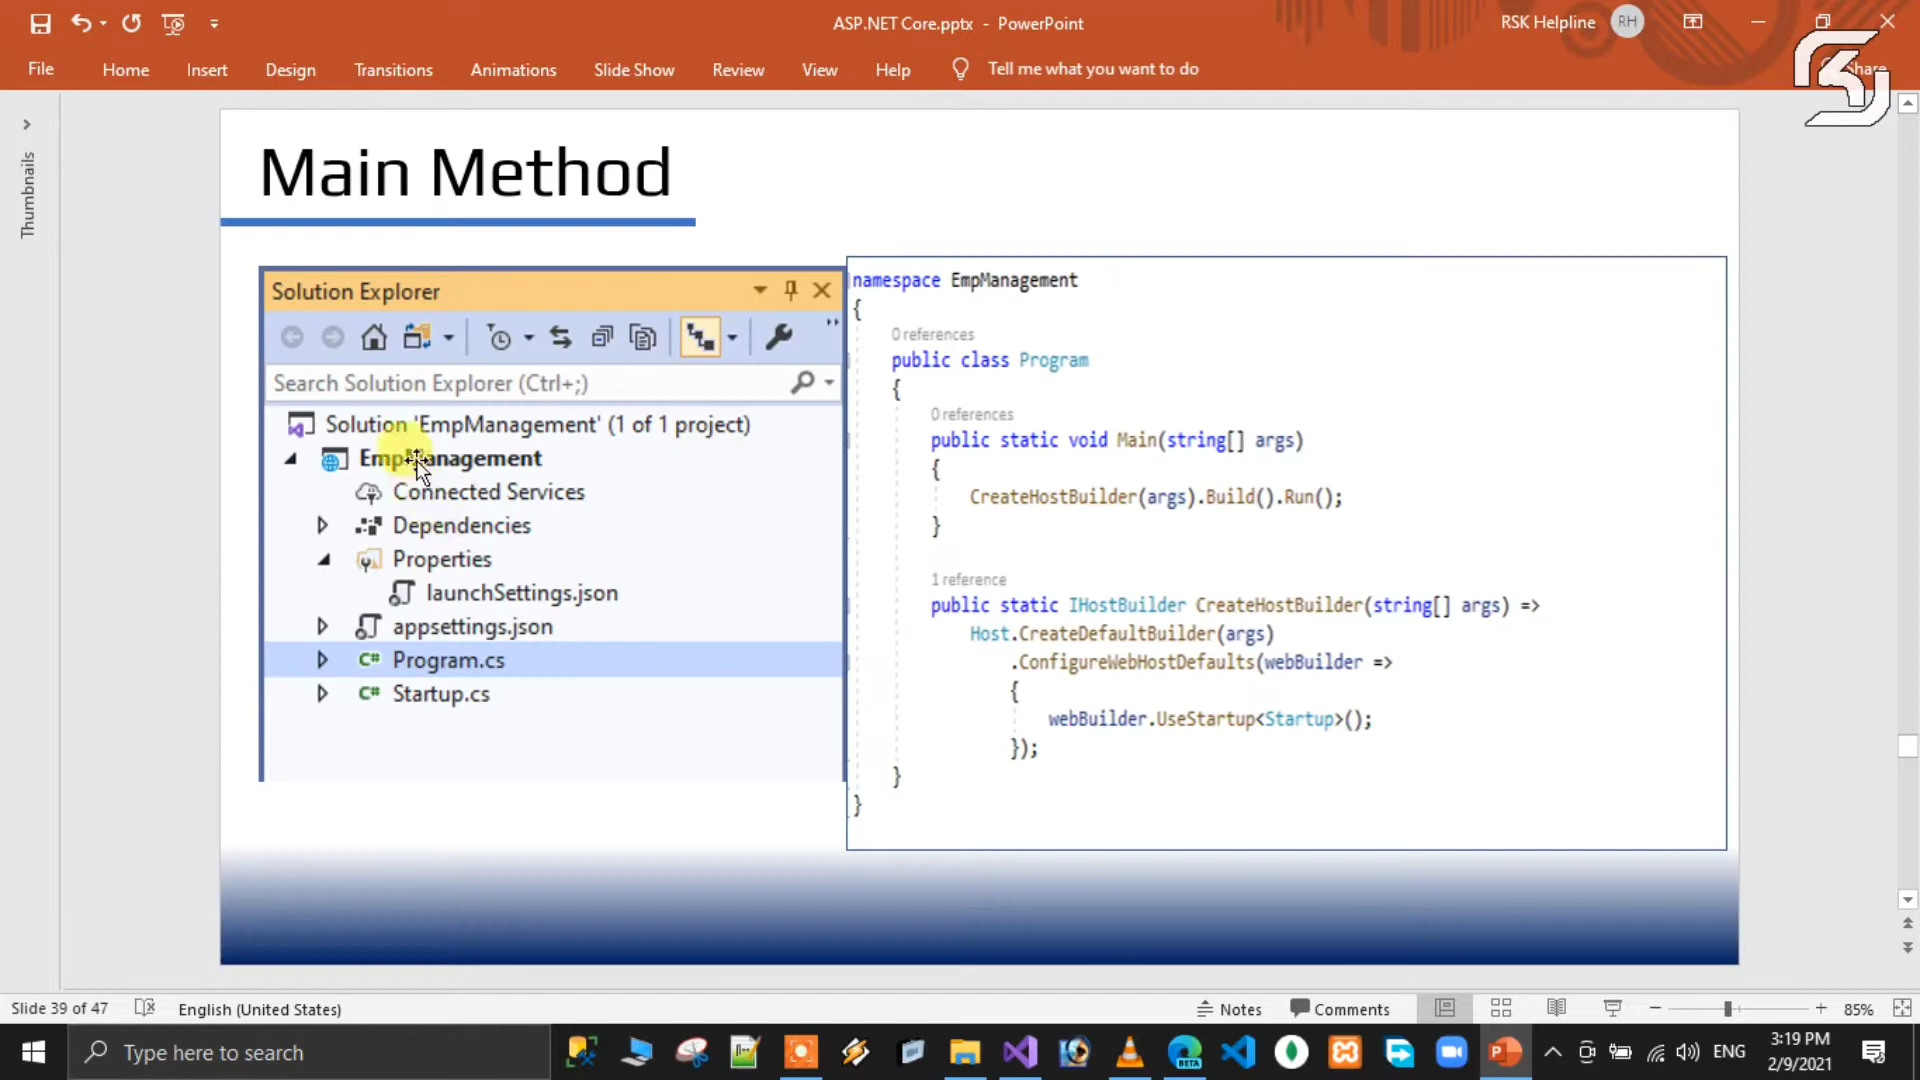 ASP.NET Core.pptx - PowerPoint
RSK Helpline
RH
File
Home
Insert
Design
Transitions
Animations
Slide Show
Review
View
Help
Tell me what you want to do
Share
Thumbnails
Main Method
Solution Explorer
Search Solution Explorer (Ctrl+;)
Solution 'EmpManagement' (1 of 1 project)
EmpManagement
Connected Services
Dependencies
Properties
launchSettings.json
appsettings.json
C# Program.cs
C# Startup.cs
namespace EmpManagement
{
0 references
public class Program
{
0 references
public static void Main(string[] args)
{
CreateHostBuilder(args).Build().Run();
}
1 reference
public static IHostBuilder CreateHostBuilder(string[] args) =>
Host.CreateDefaultBuilder(args)
.ConfigureWebHostDefaults(webBuilder =>
{
webBuilder.UseStartup<Startup>();
});
}
}
Slide 39 of 47
English (United States)
Notes
Comments
85%
Type here to search
BETA
ENG
3:19 PM
2/9/2021